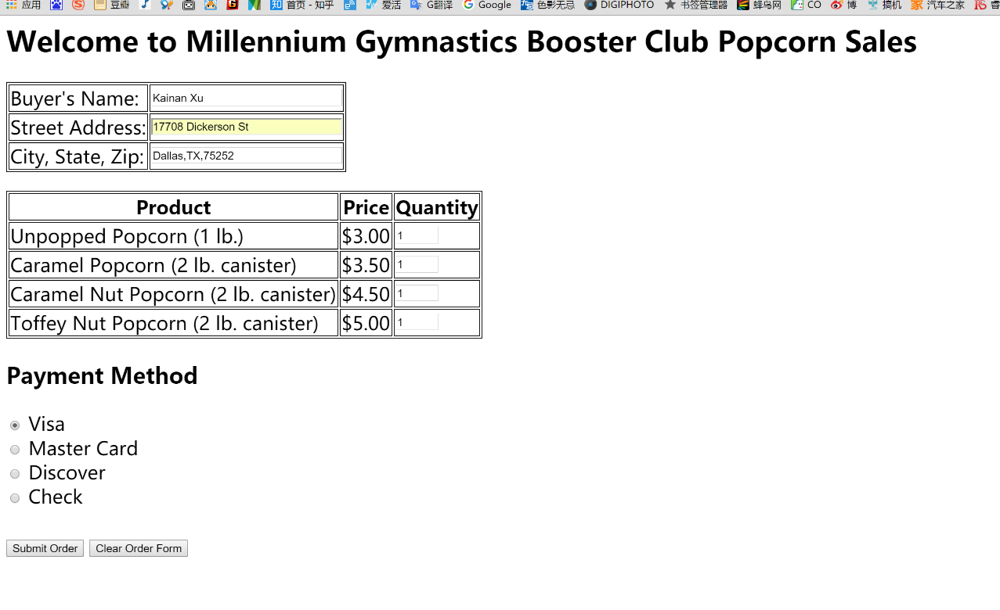 应用 豆瓣 首页 - 知乎 爱活 G翻译 Google 色影无忌 DIGIPHOTO 书签管理器 蜂鸟网 CO 博 搞机 汽车之家
Welcome to Millennium Gymnastics Booster Club Popcorn Sales
Buyer's Name: Kainan Xu
Street Address: 17708 Dickerson St
City, State, Zip: Dallas,TX,75252
Product Price Quantity
Unpopped Popcorn (1 lb.) $3.00 1
Caramel Popcorn (2 lb. canister) $3.50 1
Caramel Nut Popcorn (2 lb. canister) $4.50 1
Toffey Nut Popcorn (2 lb. canister) $5.00 1
Payment Method
Visa
Master Card
Discover
Check
Submit Order Clear Order Form